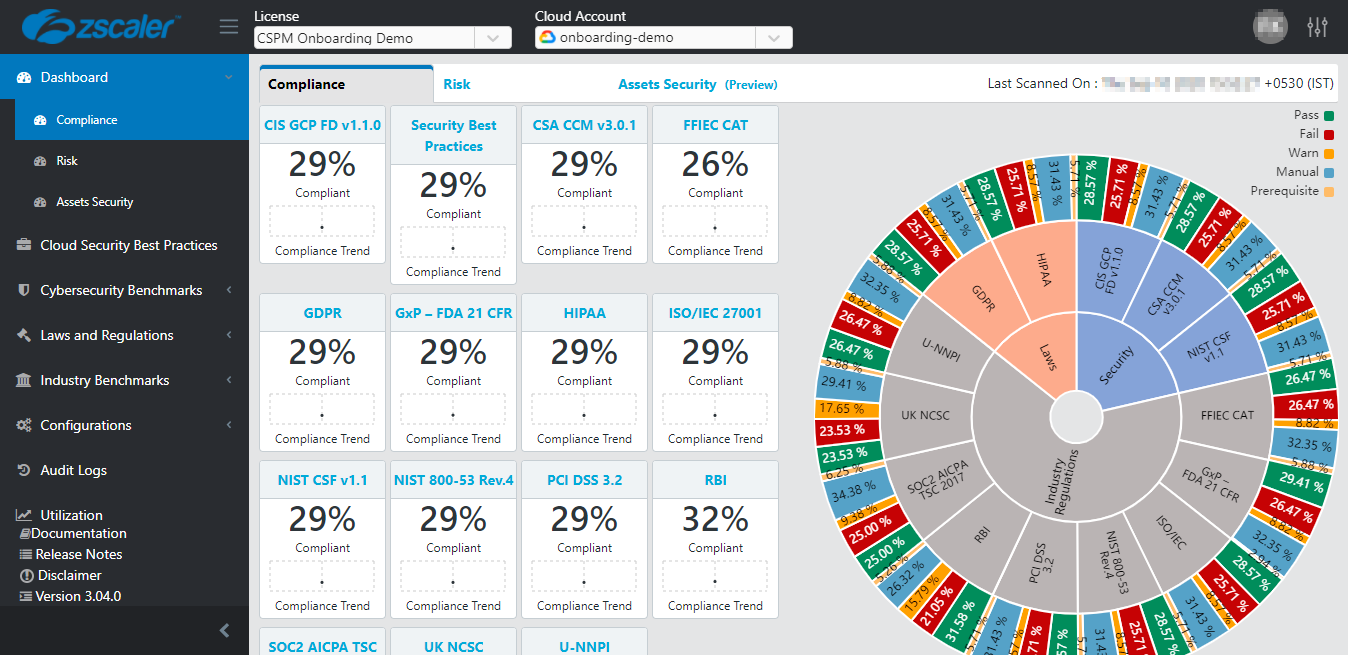 zscaler
License
CSPM Onboarding Demo
Cloud Account
onboarding-demo
Dashboard
Compliance
Risk
Assets Security
Cloud Security Best Practices
Cybersecurity Benchmarks
Laws and Regulations
Industry Benchmarks
Configurations
Audit Logs
Utilization
Documentation
Release Notes
Disclaimer
Version 3.04.0
Compliance
Risk
Assets Security (Preview)
Last Scanned On :
+0530 (IST)
CIS GCP FD v1.1.0
29%
Compliant
Compliance Trend
Security Best
Practices
29%
Compliant
Compliance Trend
CSA CCM v3.0.1
29%
Compliant
Compliance Trend
FFIEC CAT
26%
Compliant
Compliance Trend
GDPR
29%
Compliant
Compliance Trend
GxP – FDA 21 CFR
29%
Compliant
Compliance Trend
HIPAA
29%
Compliant
Compliance Trend
ISO/IEC 27001
29%
Compliant
Compliance Trend
NIST CSF v1.1
29%
Compliant
Compliance Trend
NIST 800-53 Rev.4
29%
Compliant
Compliance Trend
PCI DSS 3.2
29%
Compliant
Compliance Trend
RBI
32%
Compliant
Compliance Trend
SOC2 AICPA TSC
UK NCSC
U-NNPI
Pass
Fail
Warn
Manual
Prerequisite
Security
Laws
Industry
Regulations
CIS GCP
FD v1.1.0
CSA CCM
v3.0.1
NIST CSF
v1.1
FFIEC CAT
GxP –
FDA 21 CFR
ISO/IEC
NIST 800-53
Rev.4
PCI DSS
3.2
RBI
SOC2 AICPA
TSC 2017
UK NCSC
U-NNPI
GDPR
HIPAA
28.57 %
25.71 %
8.57 %
31.43 %
5.71 %
28.57 %
25.71 %
8.57 %
31.43 %
5.71 %
28.57 %
25.71 %
8.57 %
31.43 %
5.71 %
26.47 %
26.47 %
8.82 %
32.35 %
5.88 %
29.41 %
26.47 %
8.82 %
32.35 %
2.94 %
28.57 %
25.71 %
8.57 %
31.43 %
5.71 %
28.57 %
31.58 %
21.05 %
15.79 %
26.32 %
5.26 %
25.00 %
25.00 %
9.38 %
34.38 %
6.25 %
23.53 %
23.53 %
17.65 %
29.41 %
5.88 %
26.47 %
26.47 %
8.82 %
32.35 %
5.88 %
28.57 %
25.71 %
8.57 %
31.43 %
5.71 %
28.57 %
25.71 %
8.57 %
31.43 %
5.71 %